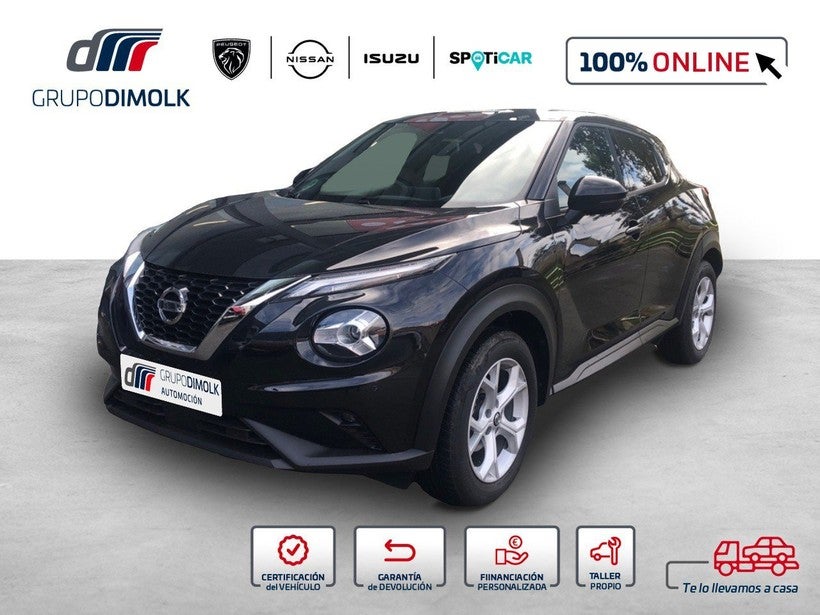 GRUPODIMOLK
PEUGEOT
NISSAN
ISUZU
SPOTiCAR
100% ONLINE
GRUPODIMOLK
AUTOMOCIÓN
CERTIFICACIÓN
del VEHÍCULO
GARANTÍA
de DEVOLUCIÓN
FIINANCIACIÓN
PERSONALIZADA
TALLER
PROPIO
Te lo llevamos a casa